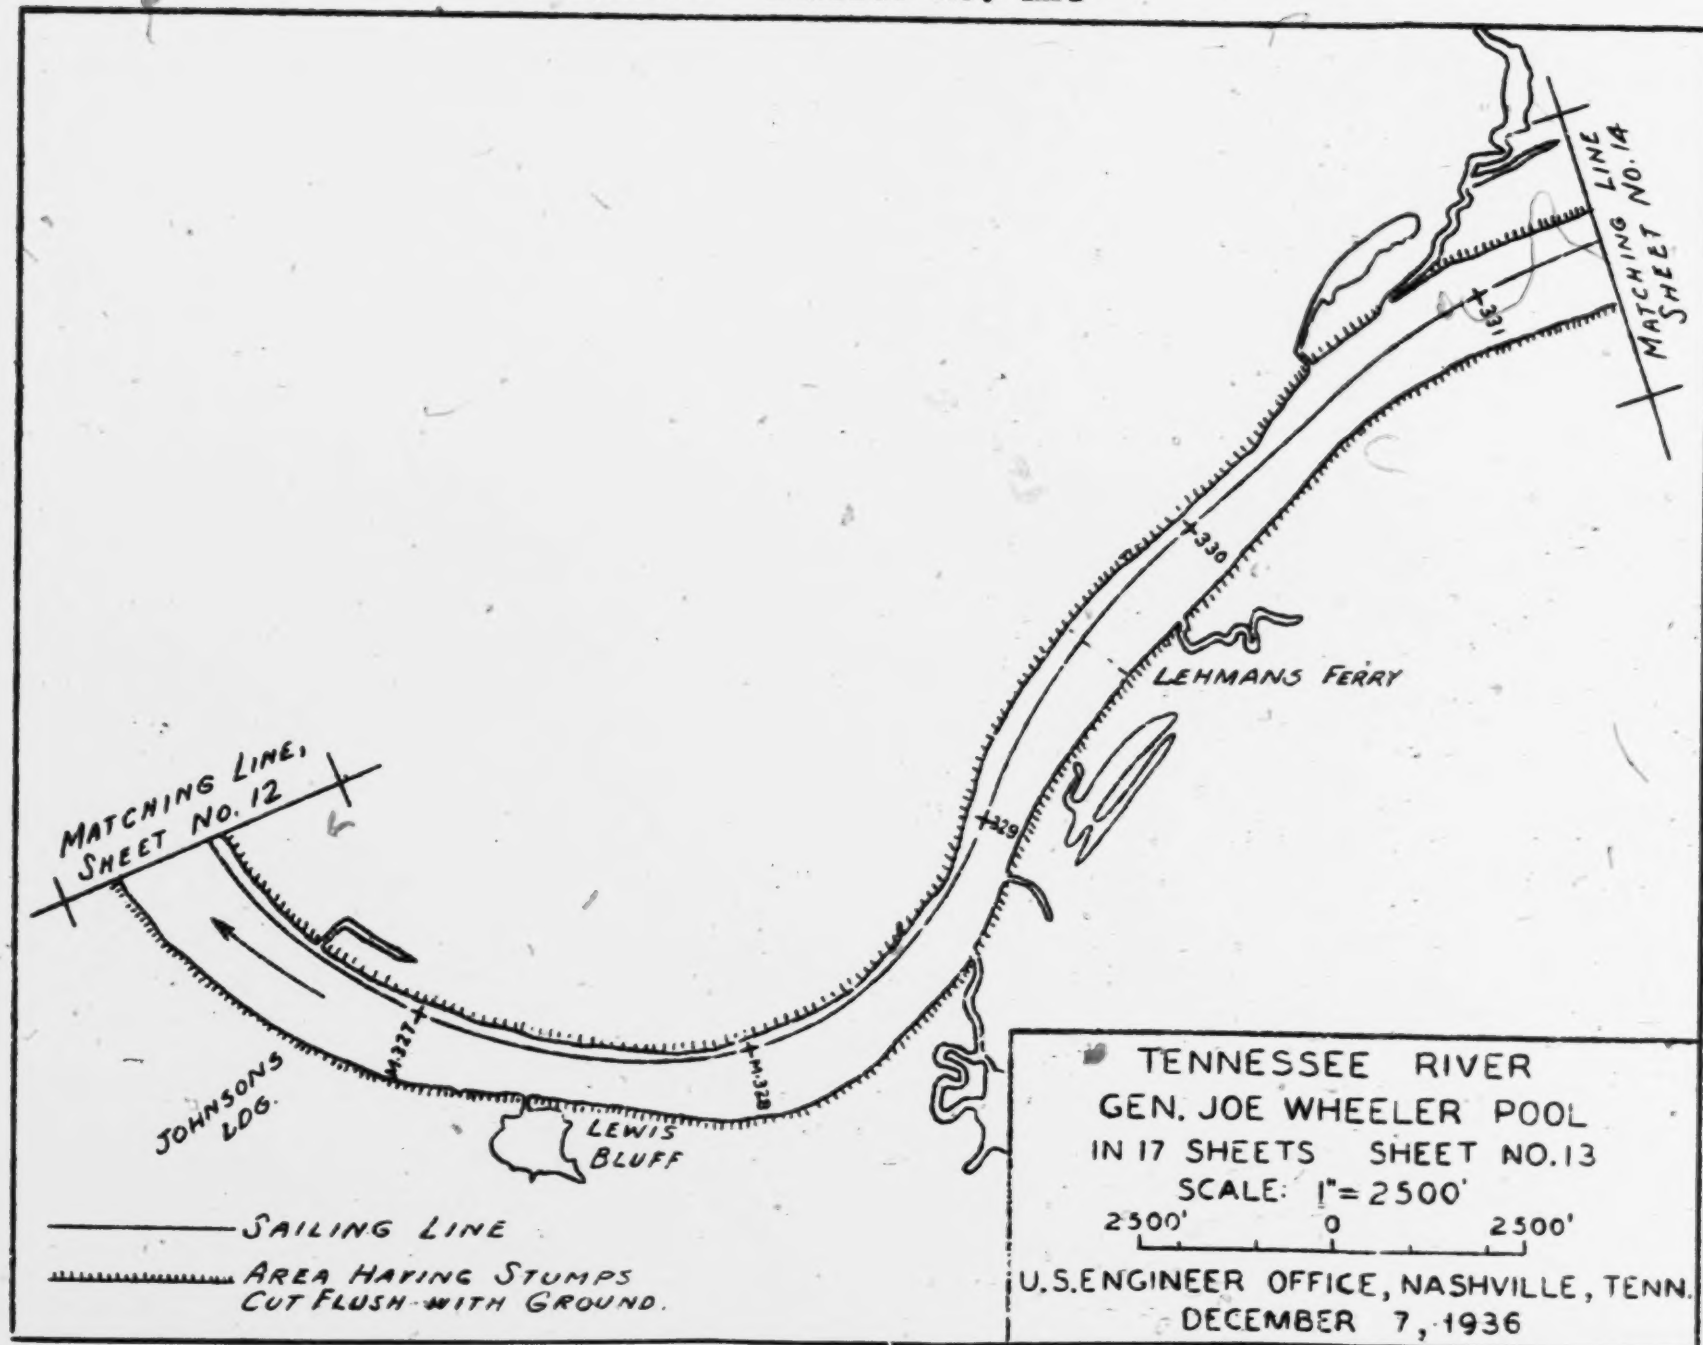 MATCHING LINE
SHEET NO. 14
331
330
LEHMANS FERRY
329
MATCHING LINE,
SHEET NO. 12
M.327
M.328
JOHNSONS
LDG.
LEWIS
BLUFF
SAILING LINE
AREA HAVING STUMPS
CUT FLUSH WITH GROUND.
TENNESSEE RIVER
GEN. JOE WHEELER POOL
IN 17 SHEETS SHEET NO.13
SCALE: 1"=2500'
2500' 0 2500'
U.S.ENGINEER OFFICE, NASHVILLE, TENN.
DECEMBER 7, 1936